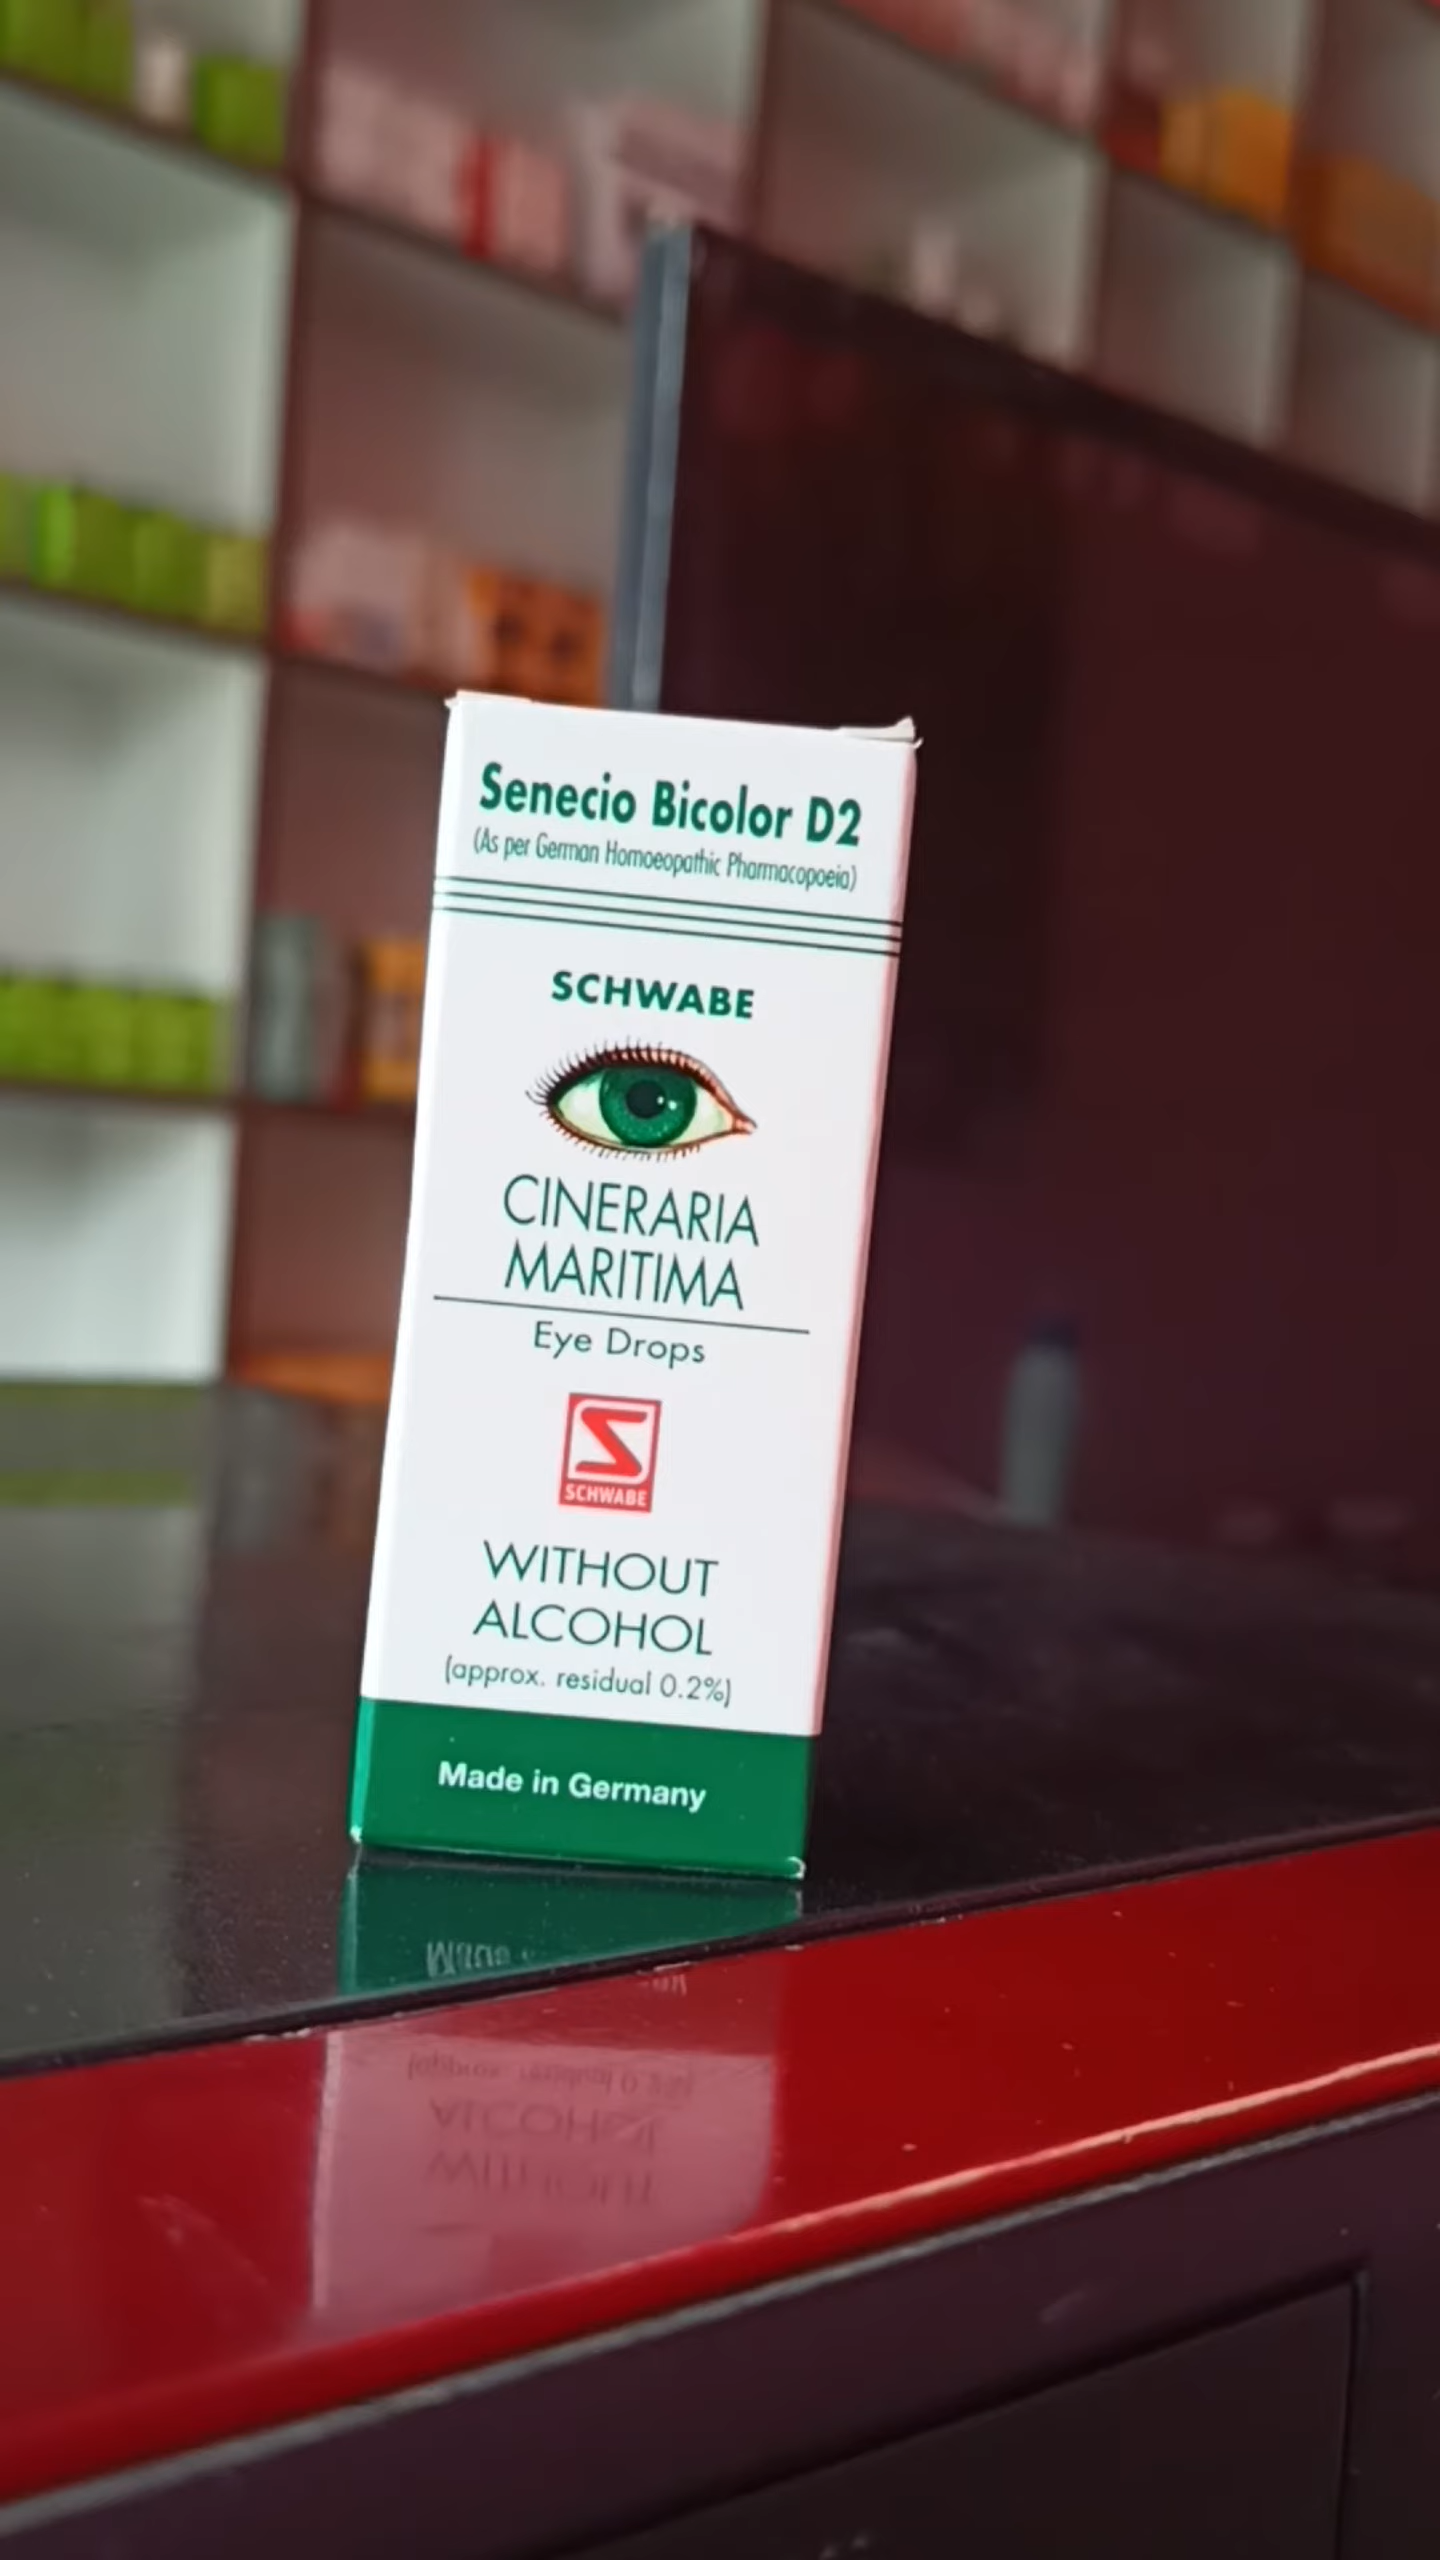 Senecio Bicolor D2
(As per German Homoeopathic Pharmacopoeia)
SCHWABE
CINERARIA
MARITIMA
Eye Drops
SCHWABE
WITHOUT
ALCOHOL
(approx. residual 0.2%)
Made in Germany